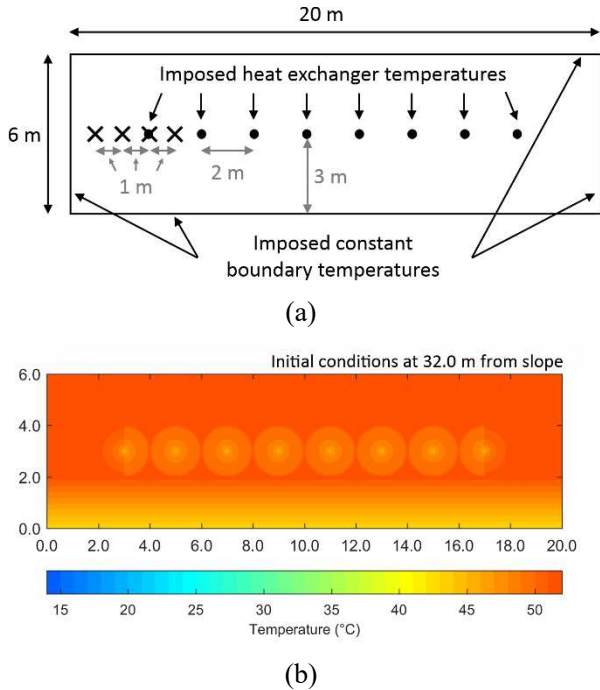 20 m
Imposed heat exchanger temperatures
6 m
1 m
2 m
3 m
Imposed constant
boundary temperatures
(a)
Initial conditions at 32.0 m from slope
6.0
4.0
2.0
0.0
0.0 2.0 4.0 6.0 8.0 10.0 12.0 14.0 16.0 18.0 20.0
15 20 25 30 35 40 45 50
Temperature (°C)
(b)